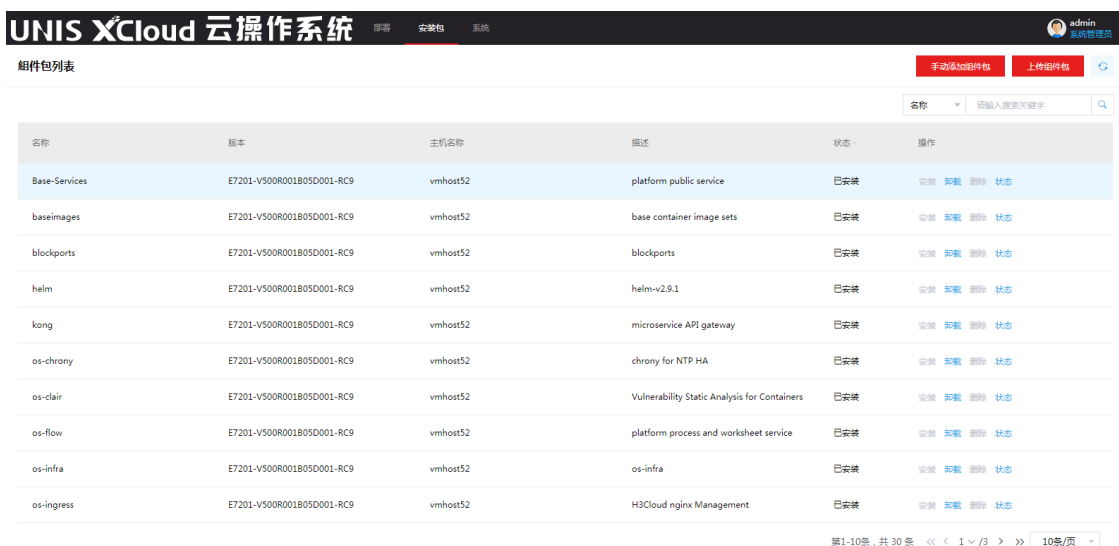 UNIS XCloud 云操作系统 部署 安装包 系统 admin
系统管理员
组件包列表 手动添加组件包 上传组件包
名称 请输入搜索关键字
名称 版本 主机名称 描述 状态 操作
Base-Services E7201-V500R001B05D001-RC9 vmhost52 platform public service 已安装 安装 卸载 删除 状态
baseimages E7201-V500R001B05D001-RC9 vmhost52 base container image sets 已安装 安装 卸载 删除 状态
blockports E7201-V500R001B05D001-RC9 vmhost52 blockports 已安装 安装 卸载 删除 状态
helm E7201-V500R001B05D001-RC9 vmhost52 helm-v2.9.1 已安装 安装 卸载 删除 状态
kong E7201-V500R001B05D001-RC9 vmhost52 microservice API gateway 已安装 安装 卸载 删除 状态
os-chrony E7201-V500R001B05D001-RC9 vmhost52 chrony for NTP HA 已安装 安装 卸载 删除 状态
os-clair E7201-V500R001B05D001-RC9 vmhost52 Vulnerability Static Analysis for Containers 已安装 安装 卸载 删除 状态
os-flow E7201-V500R001B05D001-RC9 vmhost52 platform process and worksheet service 已安装 安装 卸载 删除 状态
os-infra E7201-V500R001B05D001-RC9 vmhost52 os-infra 已安装 安装 卸载 删除 状态
os-ingress E7201-V500R001B05D001-RC9 vmhost52 H3Cloud nginx Management 已安装 安装 卸载 删除 状态
第1-10条，共 30 条 1 /3 10条/页